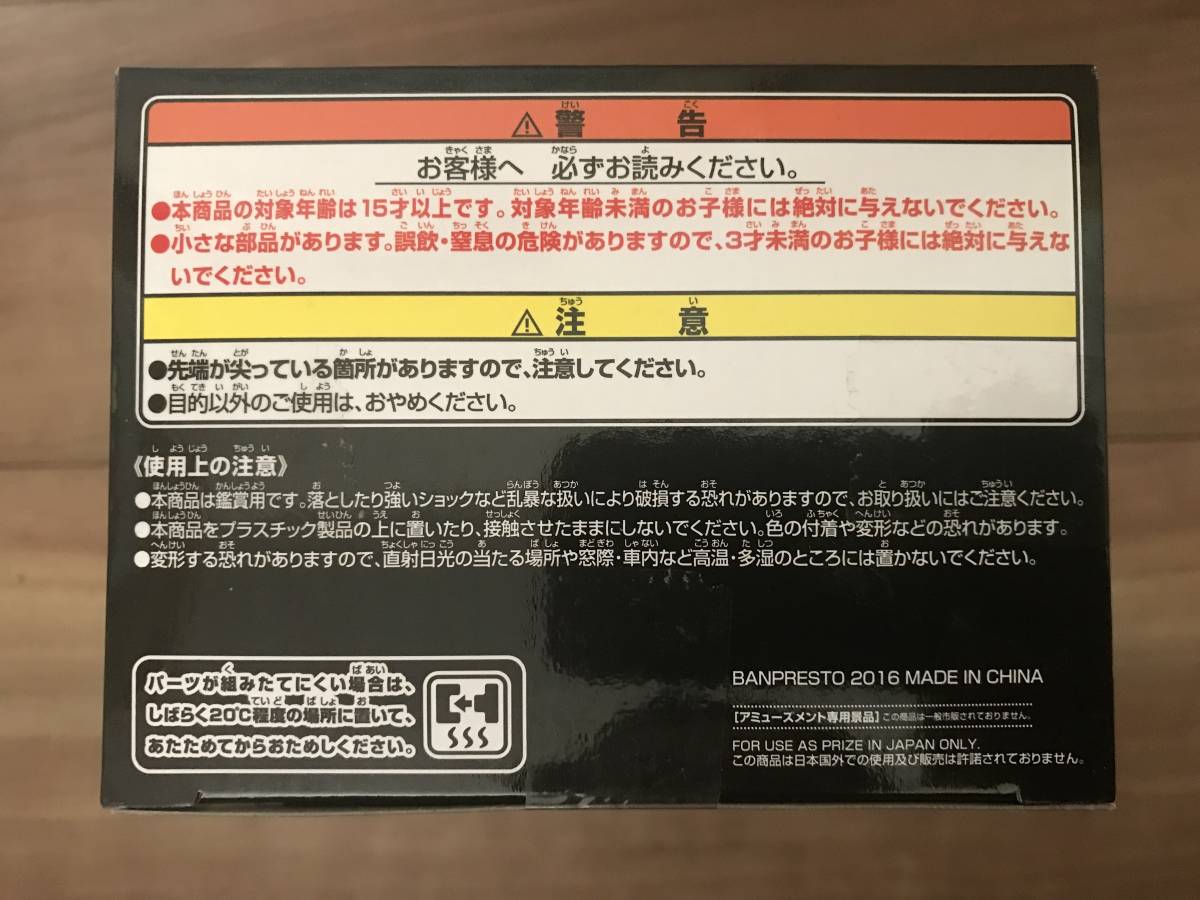 ⚠警告
お客様へ 必ずお読みください。
●本商品の対象年齢は15才以上です。対象年齢未満のお子様には絶対に与えないでください。
●小さな部品があります。誤飲・窒息の危険がありますので、3才未満のお子様には絶対に与えな
いでください。
⚠注意
●先端が尖っている箇所がありますので、注意してください。
●目的以外のご使用は、おやめください。
《使用上の注意》
●本商品は鑑賞用です。落としたり強いショックなど乱暴な扱いにより破損する恐れがありますので、お取り扱いにはご注意ください。
●本商品をプラスチック製品の上に置いたり、接触させたままにしないでください。色の付着や変形などの恐れがあります。
●変形する恐れがありますので、直射日光の当たる場所や窓際・車内など高温・多湿のところには置かないでください。
パーツが組みたてにくい場合は、
しばらく20℃程度の場所に置いて、
あたためてからおためしください。
BANPRESTO 2016 MADE IN CHINA
【アミューズメント専用景品】この商品は一般市販されておりません。
FOR USE AS PRIZE IN JAPAN ONLY.
この商品は日本国外での使用及び販売は許諾されておりません。